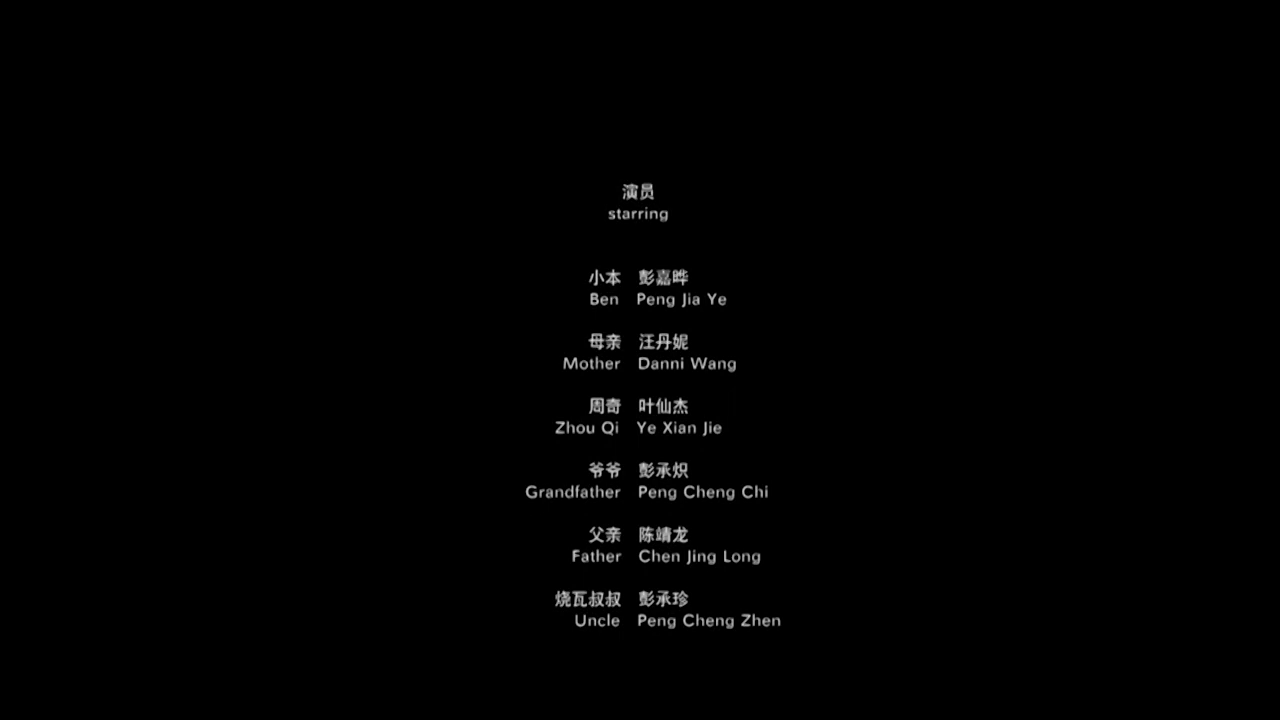 演员
starring
小本 彭嘉晔
Ben Peng Jia Ye
母亲 汪丹妮
Mother Danni Wang
周奇 叶仙杰
Zhou Qi Ye Xian Jie
爷爷 彭承炽
Grandfather Peng Cheng Chi
父亲 陈靖龙
Father Chen Jing Long
烧瓦叔叔 彭承珍
Uncle Peng Cheng Zhen